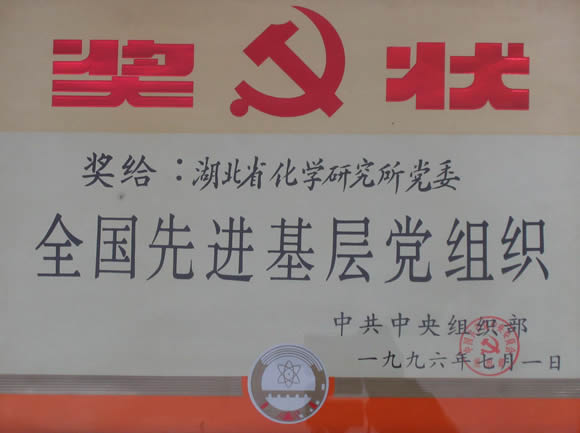 奖状
奖给：湖北省化学研究所党委
全国先进基层党组织
中共中央组织部
一九九六年七月一日